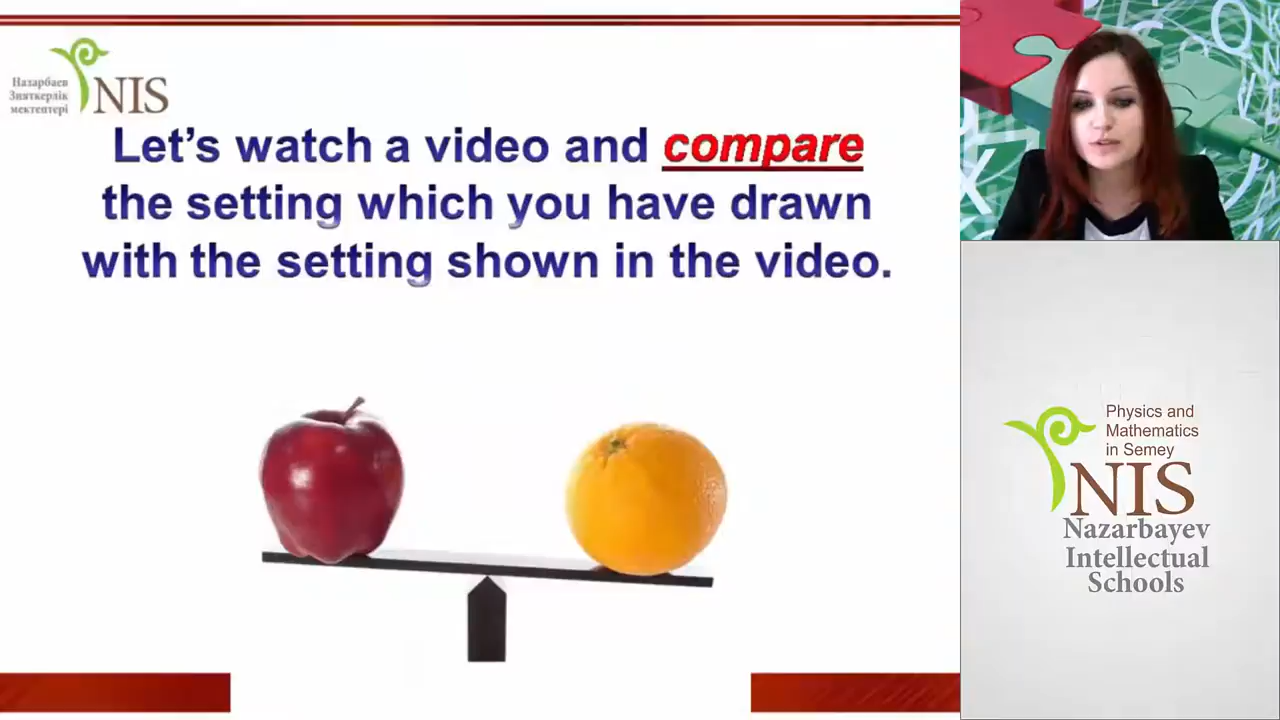 Назарбаев
Зияткерлік
мектептері
NIS
Let's watch a video and compare
the setting which you have drawn
with the setting shown in the video.
Physics and
Mathematics
in Semey
NIS
Nazarbayev
Intellectual
Schools